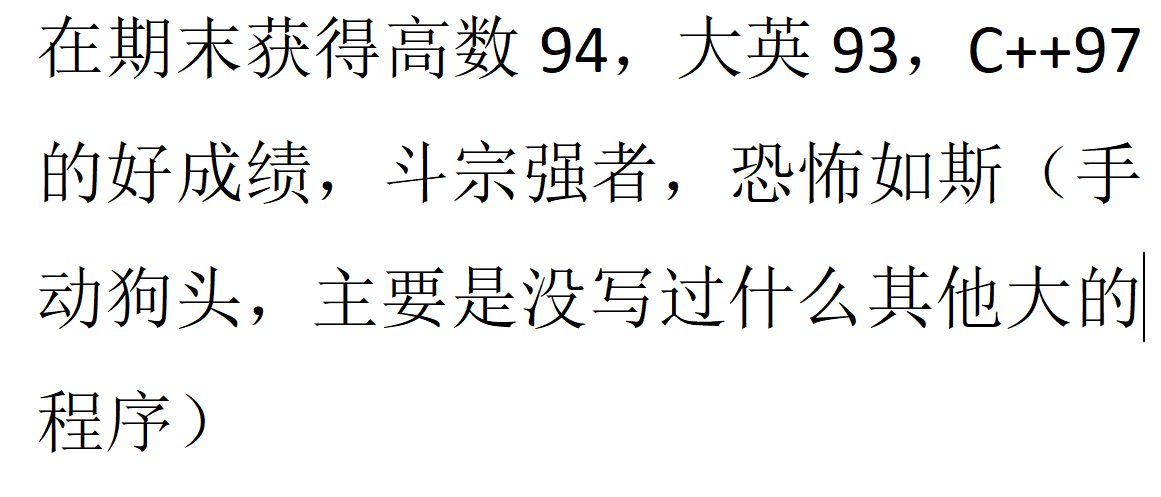 在期末获得高数 94，大英 93，C++97
的好成绩，斗宗强者，恐怖如斯（手
动狗头，主要是没写过什么其他大的
程序）